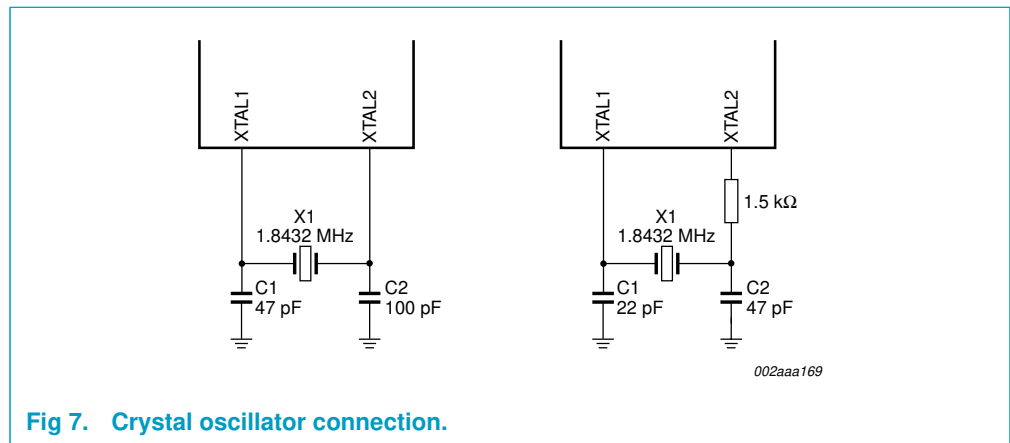 XTAL1
XTAL2
X1
1.8432 MHz
C1
47 pF
C2
100 pF
XTAL1
XTAL2
1.5 kΩ
X1
1.8432 MHz
C1
22 pF
C2
47 pF
002aaa169
Fig 7. Crystal oscillator connection.